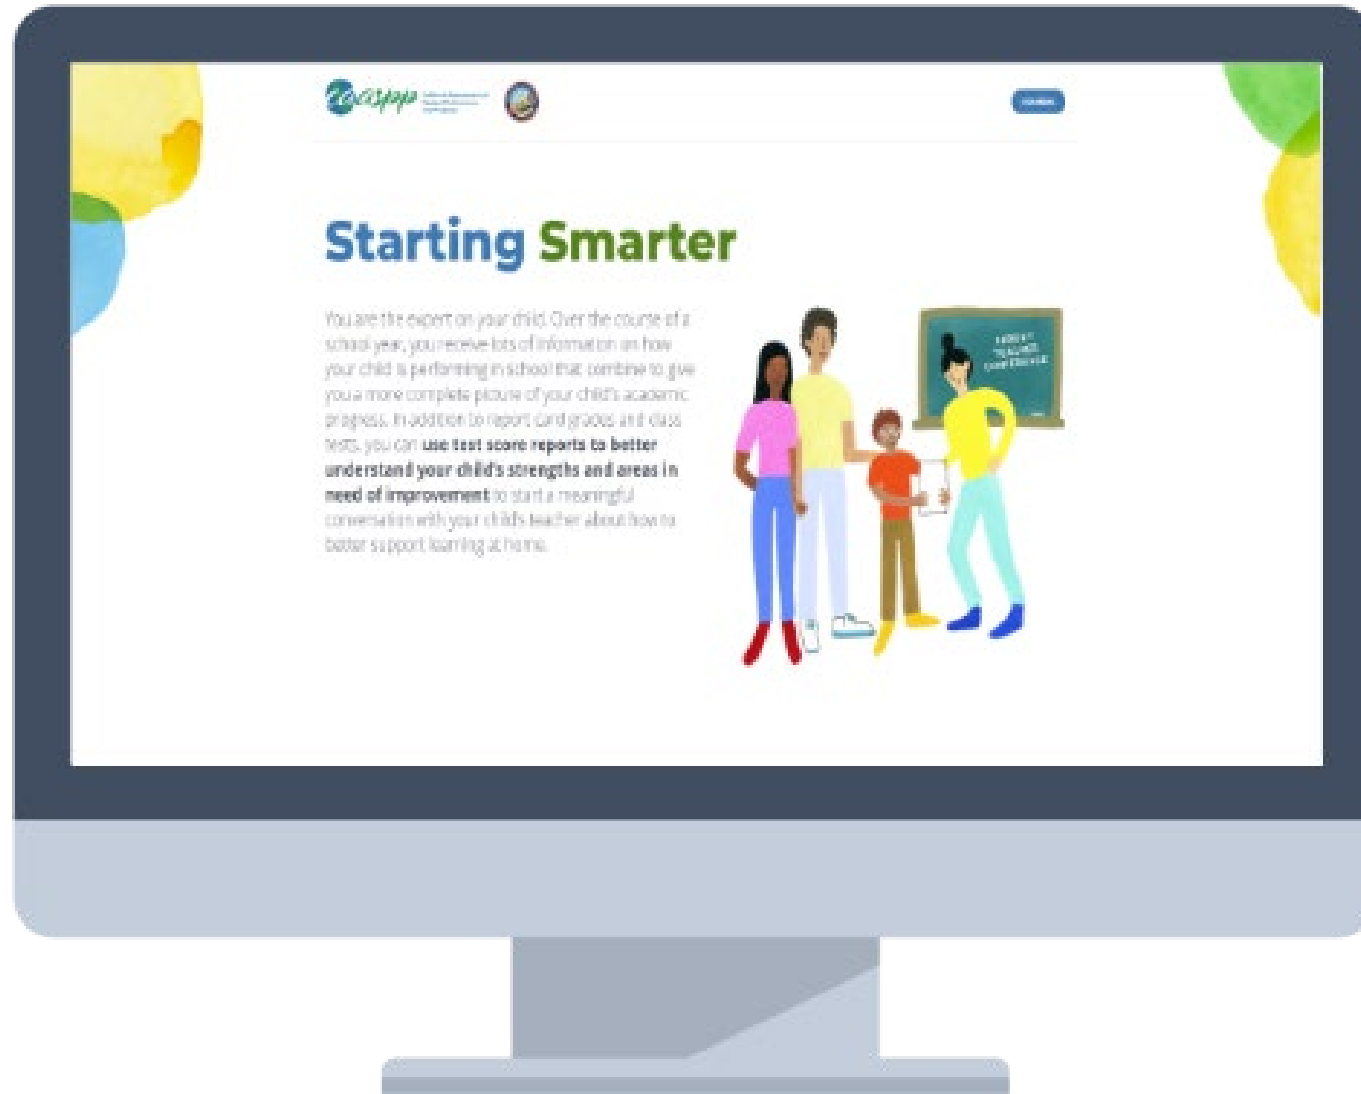 caaspp
Starting Smarter
You are the expert on your child. Over the course of a
school year, you receive lots of information on how
your child is performing in school that combine to give
you a more complete picture of your child's academic
progress. In addition to report card grades and class
tests, you can use test score reports to better
understand your child's strengths and areas in
need of improvement to start a meaningful
conversation with your child's teacher about how to
better support learning at home.
PARENT
TEACHER
CONFERENCE